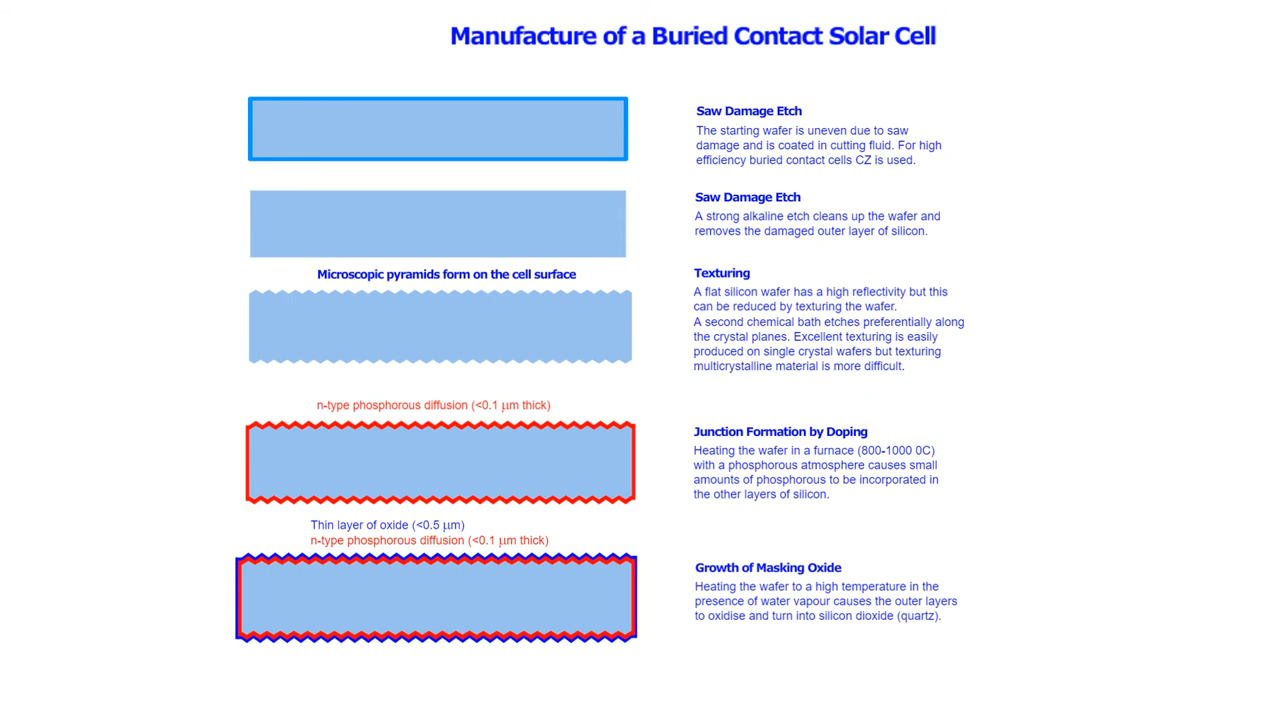 Manufacture of a Buried Contact Solar Cell
Saw Damage Etch
The starting wafer is uneven due to saw
damage and is coated in cutting fluid. For high
efficiency buried contact cells CZ is used.
Saw Damage Etch
A strong alkaline etch cleans up the wafer and
removes the damaged outer layer of silicon.
Microscopic pyramids form on the cell surface
Texturing
A flat silicon wafer has a high reflectivity but this
can be reduced by texturing the wafer.
A second chemical bath etches preferentially along
the crystal planes. Excellent texturing is easily
produced on single crystal wafers but texturing
multicrystalline material is more difficult.
n-type phosphorous diffusion (<0.1 μm thick)
Junction Formation by Doping
Heating the wafer in a furnace (800-1000 0C)
with a phosphorous atmosphere causes small
amounts of phosphorous to be incorporated in
the other layers of silicon.
Thin layer of oxide (<0.5 μm)
n-type phosphorous diffusion (<0.1 μm thick)
Growth of Masking Oxide
Heating the wafer to a high temperature in the
presence of water vapour causes the outer layers
to oxidise and turn into silicon dioxide (quartz).